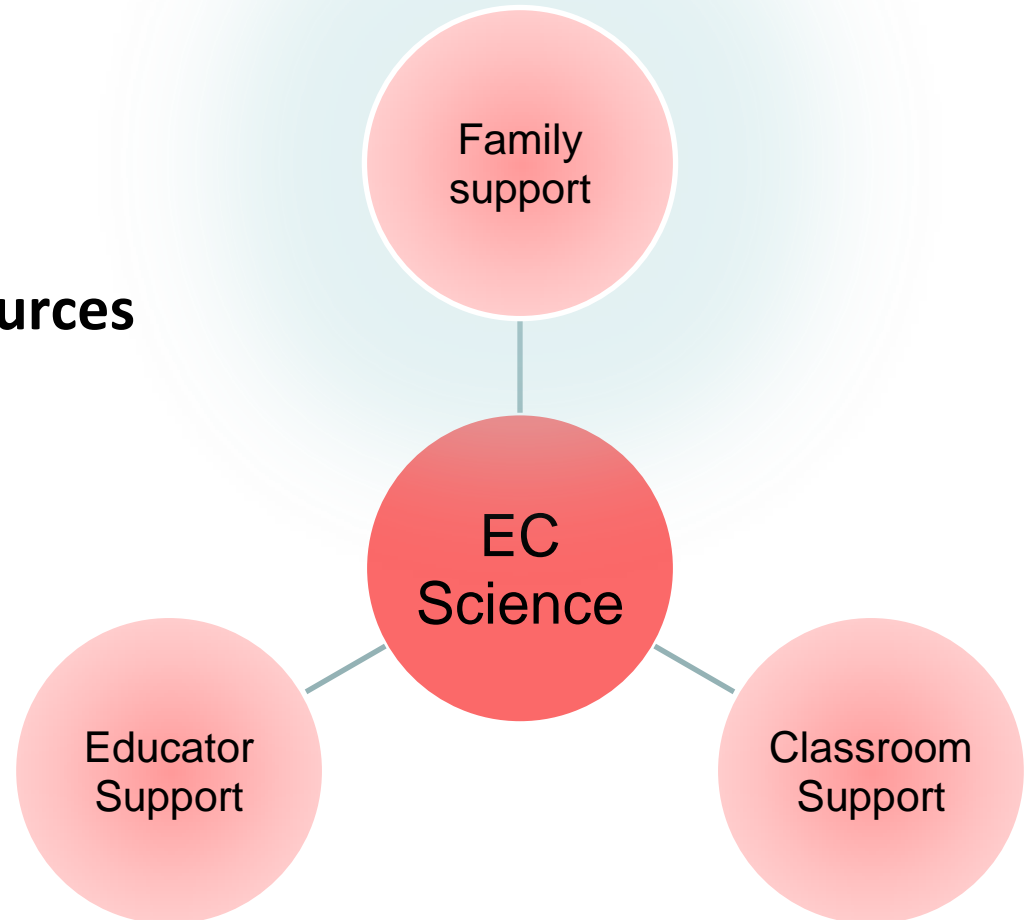 Family
support
urces
EC
Science
Educator
Support
Classroom
Support